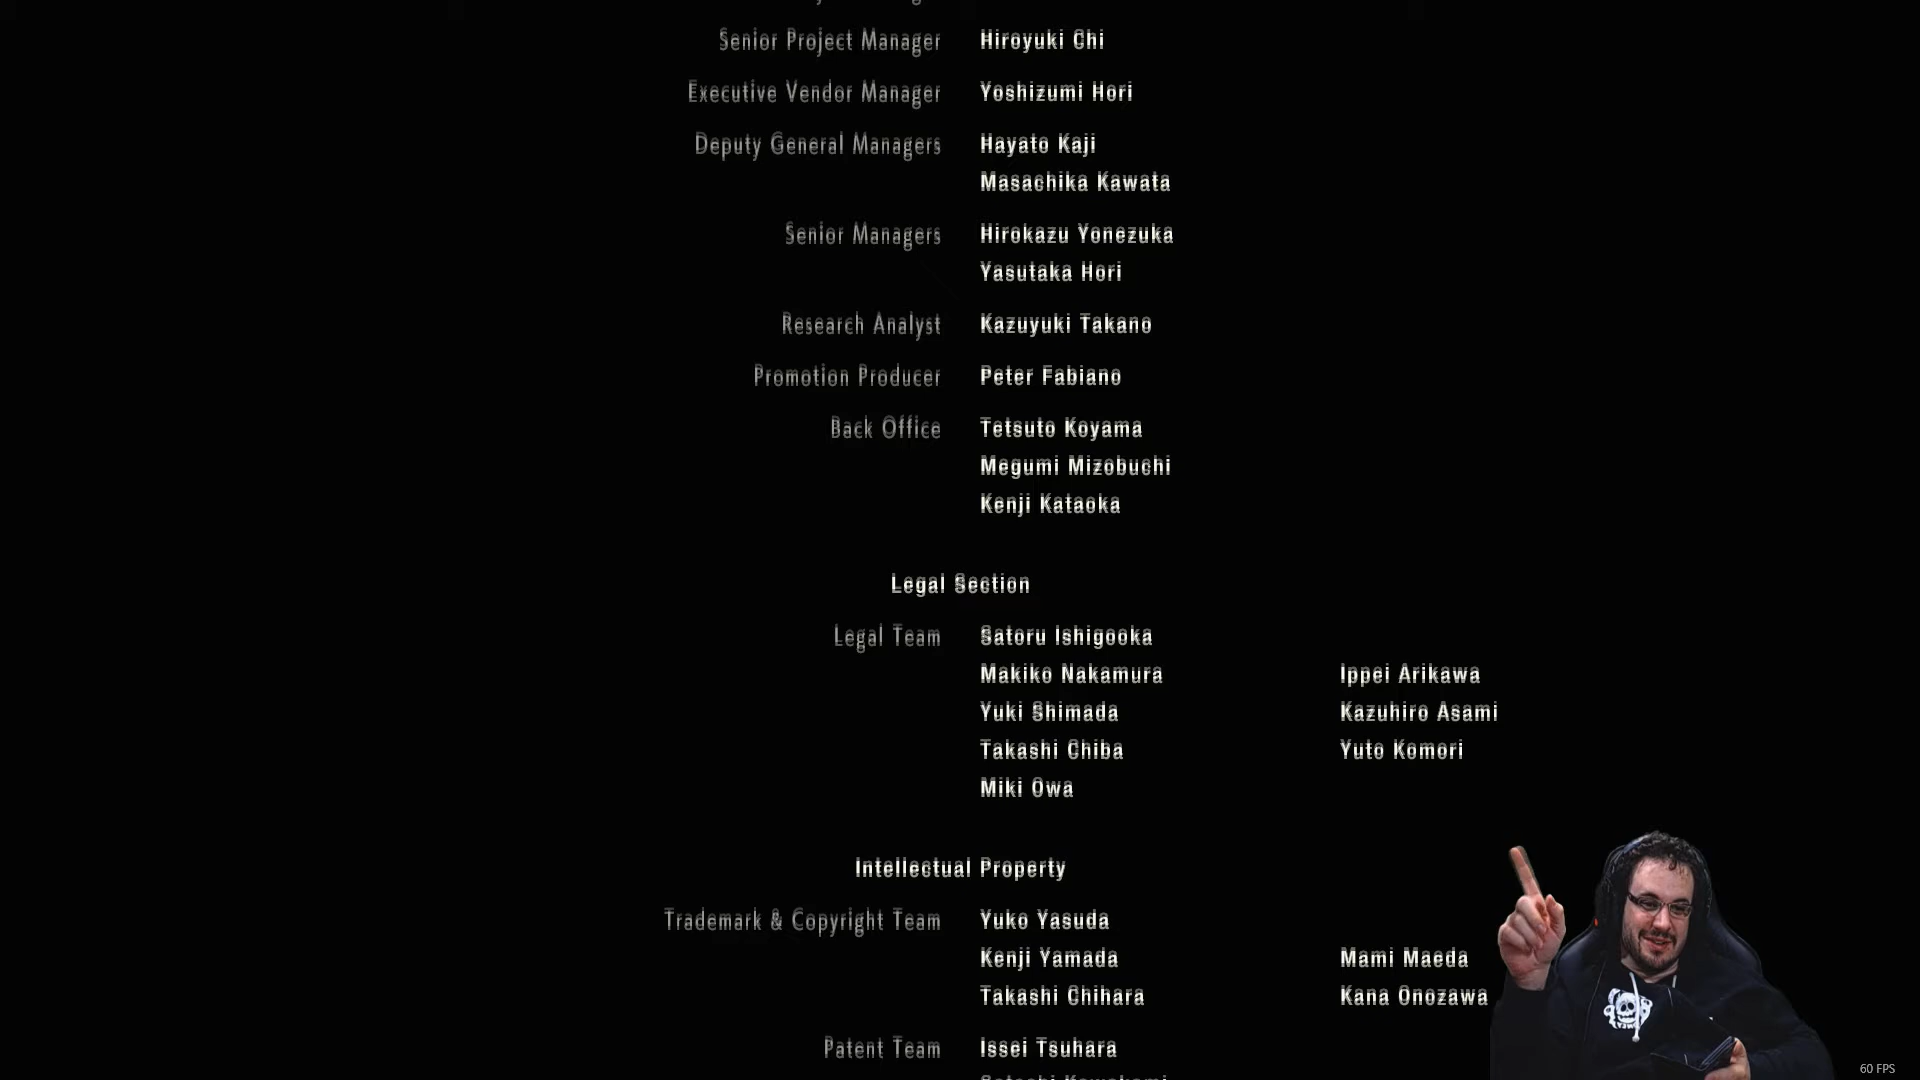 Senior Project Manager Hiroyuki Chi
Executive Vendor Manager Yoshizumi Hori
Deputy General Managers Hayato Kaji
Masachika Kawata
Senior Managers Hirokazu Yonezuka
Yasutaka Hori
Research Analyst Kazuyuki Takano
Promotion Producer Peter Fabiano
Back Office Tetsuto Koyama
Megumi Mizobuchi
Kenji Kataoka
Legal Section
Legal Team Satoru Ishigooka
Makiko Nakamura Ippei Arikawa
Yuki Shimada Kazuhiro Asami
Takashi Chiba Yuto Komori
Miki Owa
Intellectual Property
Trademark & Copyright Team Yuko Yasuda
Kenji Yamada Mami Maeda
Takashi Chihara Kana Onozawa
Patent Team Issei Tsuhara
60 FPS